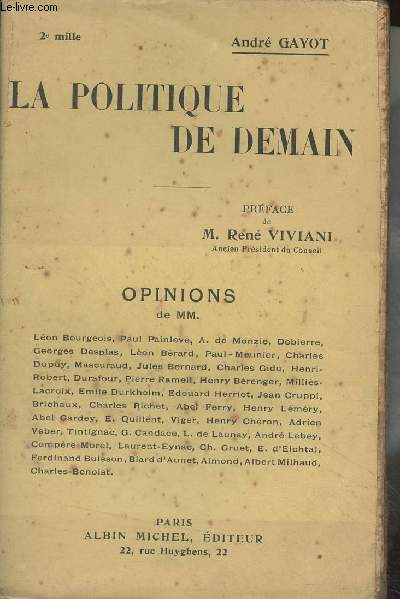 Le-livre.com
2e mille
André GAYOT
LA POLITIQUE
DE DEMAIN
PRÉFACE
de
M. René VIVIANI
Ancien Président du Conseil
OPINIONS
de MM.
Léon Bourgeois, Paul Painlevé, A. de Monzie, Debierre,
Georges Desplas, Léon Bérard, Paul-Meunier, Charles
Dupuy, Mascuraud, Jules Bernard, Charles Gide, Henri-
Robert, Durafour, Pierre Rameil, Henry Bérenger, Milliès-
Lacroix, Emile Durkheim, Edouard Herriot, Jean Cruppi,
Brichaux, Charles Richet, Abel Ferry, Henry Lémery,
Abel Gardey, E. Quillent, Viger, Henry Chéron, Adrien
Veber, Tintignac, G. Candace, L. de Launay, André Lebey,
Compère-Morel, Laurent-Eynac, Ch. Gruet, E. d'Eichtal,
Ferdinand Buisson, Biard d'Aunet, Almond, Albert Milhaud,
Charles-Benoist.
PARIS
ALBIN MICHEL, ÉDITEUR
22, rue Huyghens, 22